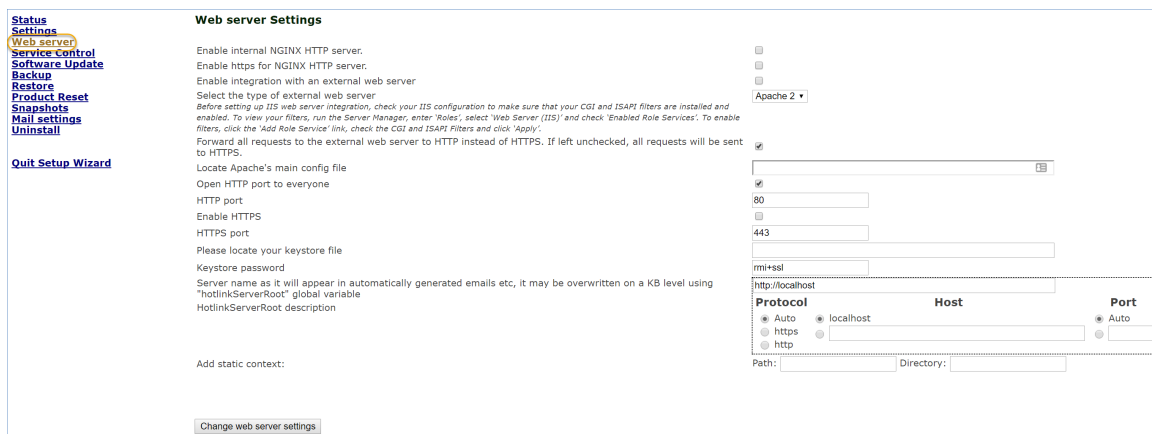 Status
Settings
Web server
Service Control
Software Update
Backup
Restore
Product Reset
Snapshots
Mail settings
Uninstall
Quit Setup Wizard
Web server Settings
Enable internal NGINX HTTP server.
Enable https for NGINX HTTP server.
Enable integration with an external web server
Select the type of external web server
Apache 2
Before setting up IIS web server integration, check your IIS configuration to make sure that your CGI and ISAPI filters are installed and
enabled. To view your filters, run the Server Manager, enter 'Roles', select 'Web Server (IIS)' and check 'Enabled Role Services'. To enable
filters, click the 'Add Role Service' link, check the CGI and ISAPI Filters and click 'Apply'.
Forward all requests to the external web server to HTTP instead of HTTPS. If left unchecked, all requests will be sent
to HTTPS.
Locate Apache's main config file
Open HTTP port to everyone
HTTP port
80
Enable HTTPS
HTTPS port
443
Please locate your keystore file
Keystore password
rmi+ssl
Server name as it will appear in automatically generated emails etc, it may be overwritten on a KB level using
"hotlinkServerRoot" global variable
http://localhost
HotlinkServerRoot description
Protocol Host Port
Auto localhost Auto
https
http
Add static context:
Path: Directory:
Change web server settings